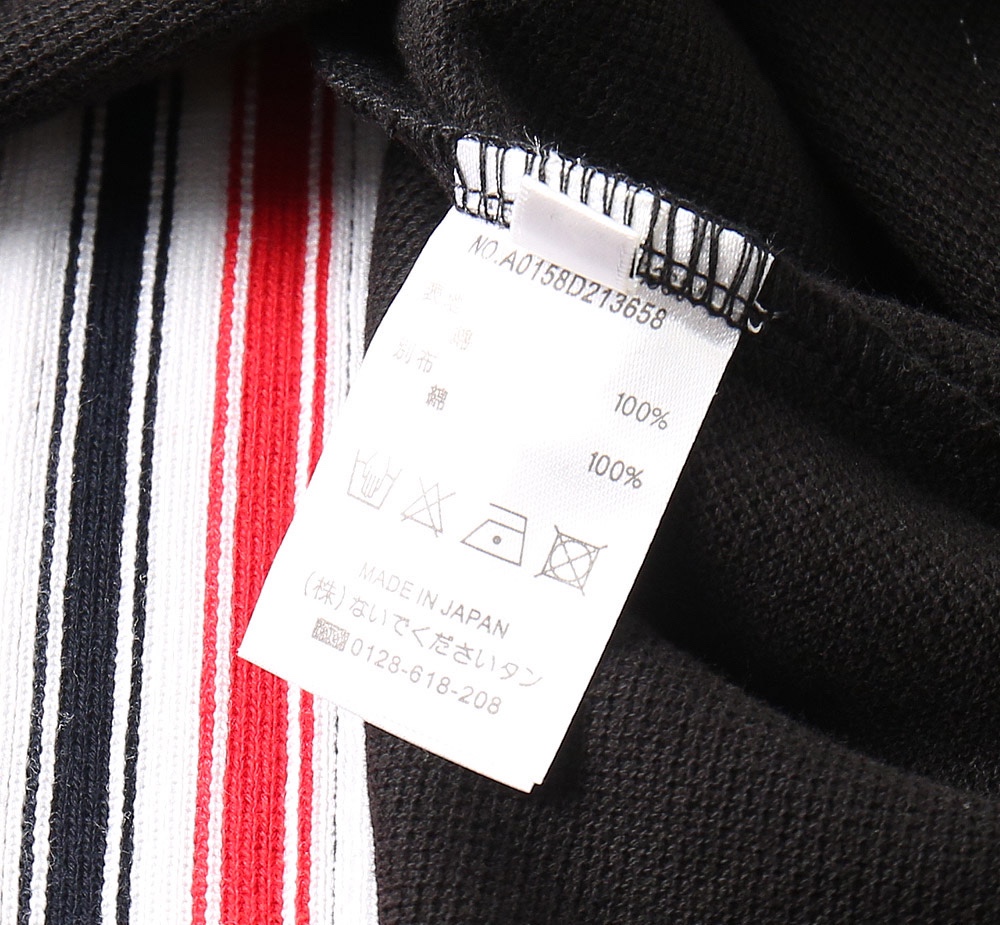 NO.A0158D213658
表地
綿 100%
別布
綿 100%
MADE IN JAPAN
(株)ないでくださいタン
0128-618-208